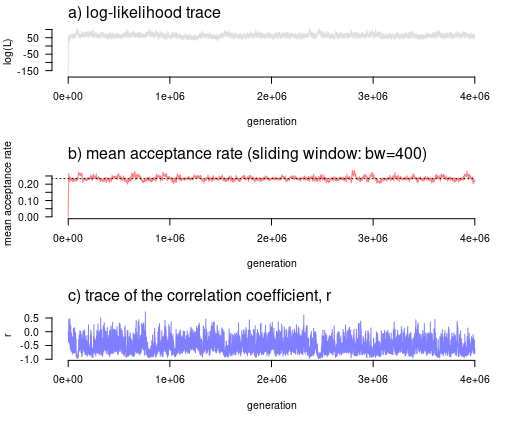 a) log-likelihood trace
log(L)
50
-50
-150
0e+00 1e+06 2e+06 3e+06 4e+06
generation
b) mean acceptance rate (sliding window: bw=400)
mean acceptance rate
0.20
0.10
0.00
0e+00 1e+06 2e+06 3e+06 4e+06
generation
c) trace of the correlation coefficient, r
r
0.5
0.0
-0.5
-1.0
0e+00 1e+06 2e+06 3e+06 4e+06
generation